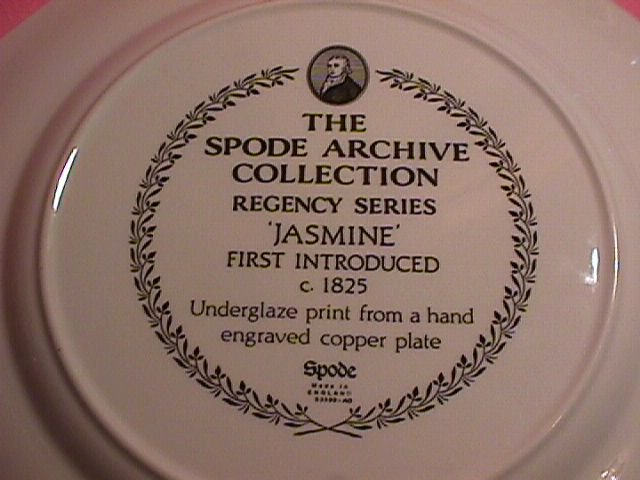 THE
SPODE ARCHIVE
COLLECTION
REGENCY SERIES
'JASMINE'
FIRST INTRODUCED
c. 1825
Underglaze print from a hand
engraved copper plate
Spode
MADE IN
ENGLAND